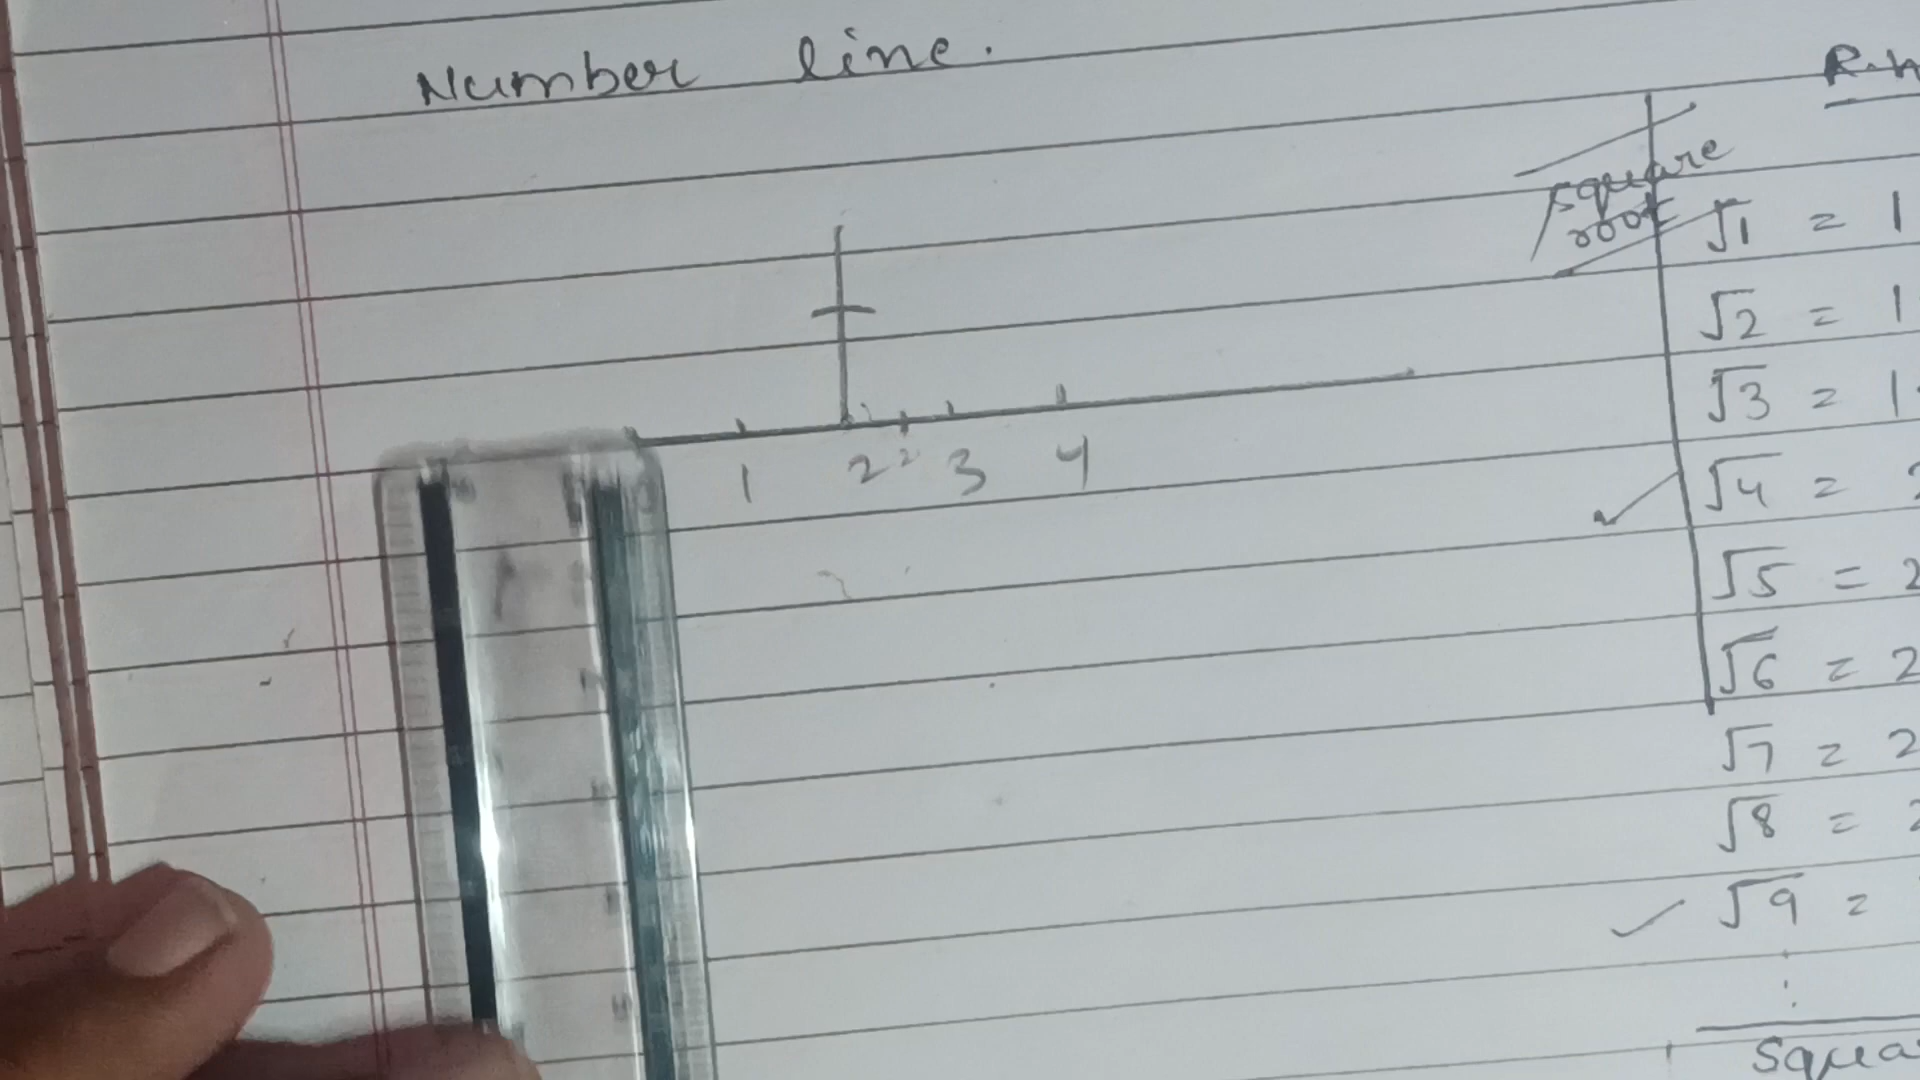 Number line.
square
root
√1 = 1
√2 = 1
√3 = 1
√4 = 2
√5 = 2
√6 = 2
√7 = 2
√8 = 2
√9 =
1 2 3 4